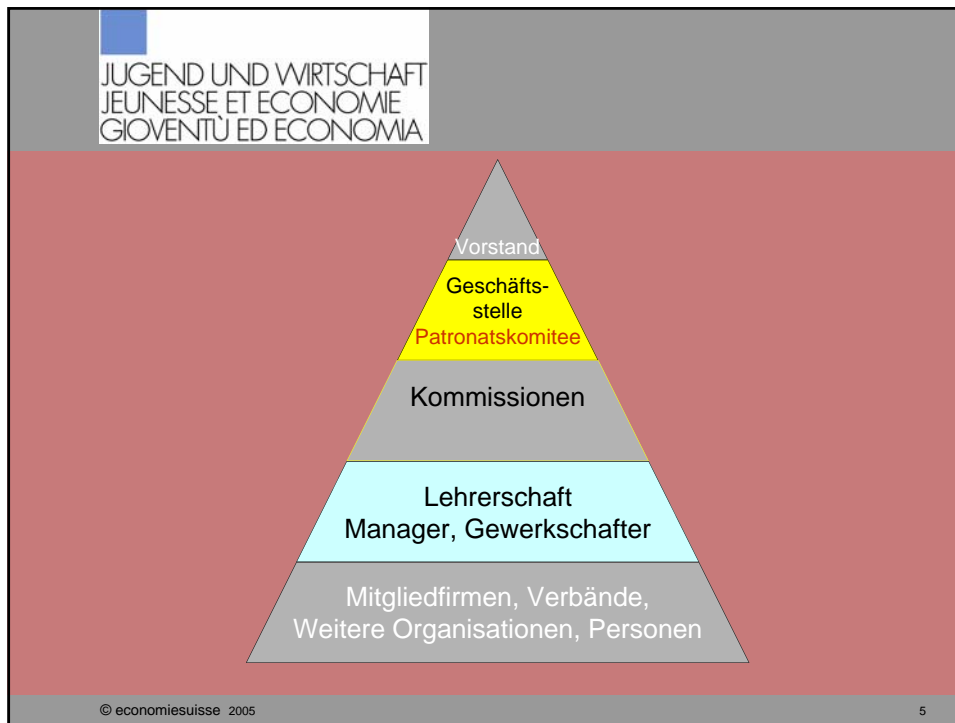 JUGEND UND WIRTSCHAFT
JEUNESSE ET ECONOMIE
GIOVENTÙ ED ECONOMIA
Vorstand
Geschäfts-
stelle
Patronatskomitee
Kommissionen
Lehrerschaft
Manager, Gewerkschafter
Mitgliedfirmen, Verbände,
Weitere Organisationen, Personen
© economiesuisse 2005
5